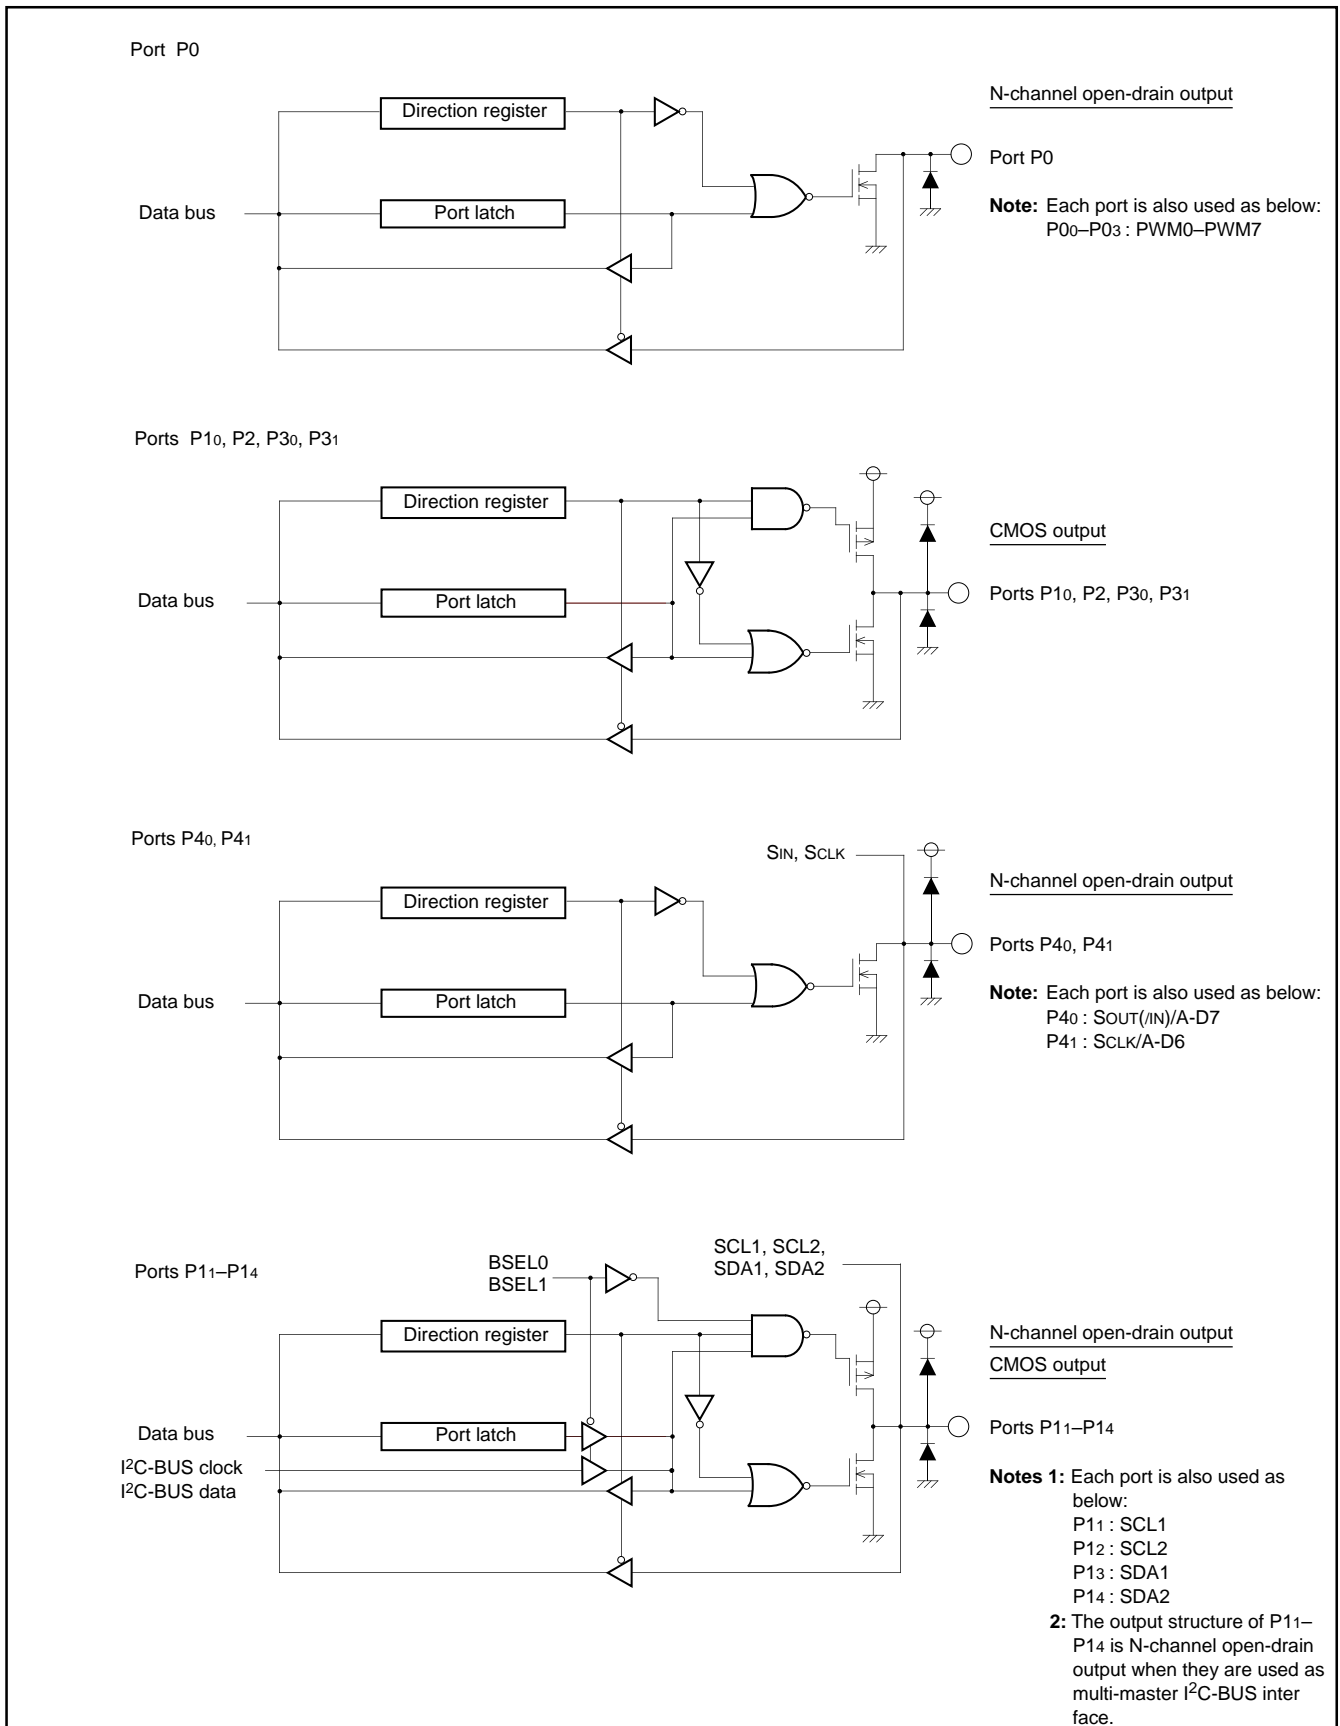 Port P0
Direction register
N-channel open-drain output
Port P0
Data bus
Port latch
Note: Each port is also used as below:
P00–P03 : PWM0–PWM7
Ports P10, P2, P30, P31
Direction register
CMOS output
Data bus
Port latch
Ports P10, P2, P30, P31
Ports P40, P41
SIN, SCLK
Direction register
N-channel open-drain output
Ports P40, P41
Data bus
Port latch
Note: Each port is also used as below:
P40 : SOUT(/IN)/A-D7
P41 : SCLK/A-D6
Ports P11–P14
BSEL0
BSEL1
SCL1, SCL2,
SDA1, SDA2
Direction register
N-channel open-drain output
CMOS output
Data bus
Port latch
Ports P11–P14
I2C-BUS clock
I2C-BUS data
Notes 1: Each port is also used as
below:
P11 : SCL1
P12 : SCL2
P13 : SDA1
P14 : SDA2
2: The output structure of P11–
P14 is N-channel open-drain
output when they are used as
multi-master I2C-BUS inter
face.